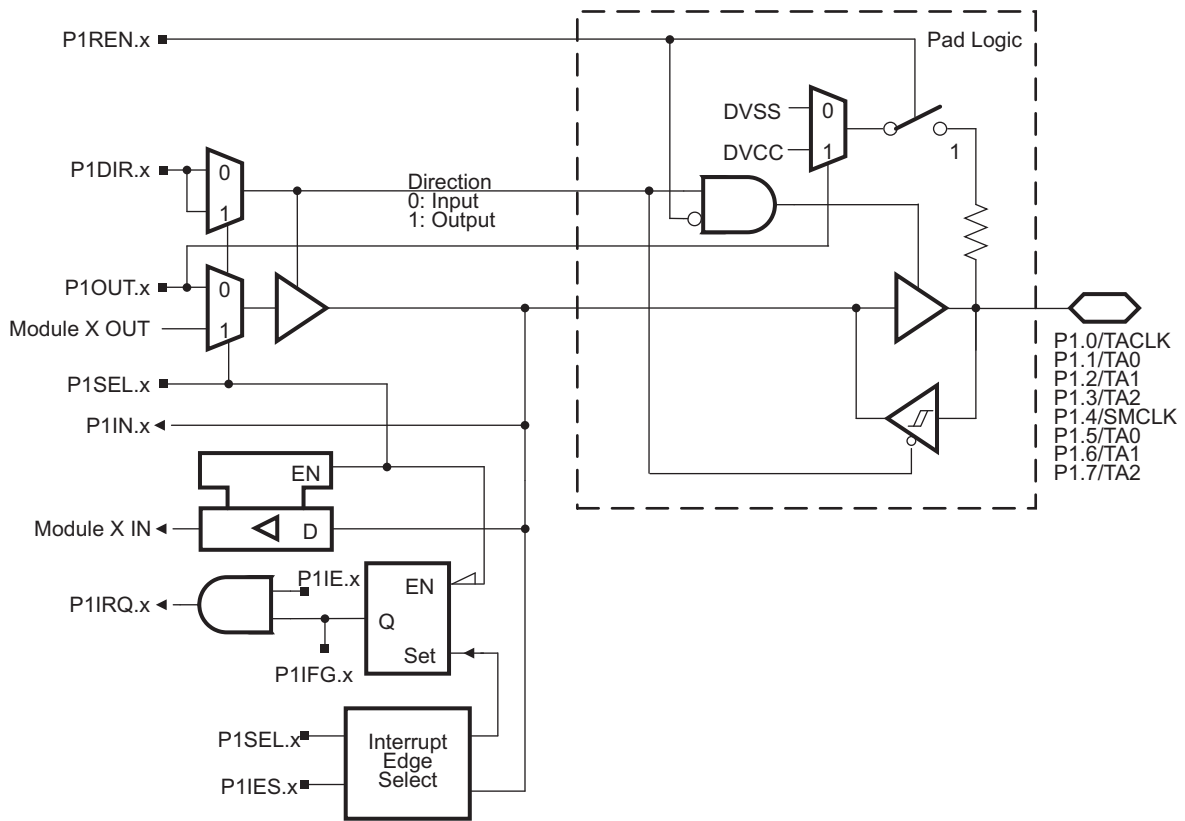 P1REN.x
Pad Logic
DVSS
0
DVCC
1
1
P1DIR.x
0
1
Direction
0: Input
1: Output
P1OUT.x
0
Module X OUT
1
P1SEL.x
P1IN.x
EN
Module X IN
D
P1.0/TACLK
P1.1/TA0
P1.2/TA1
P1.3/TA2
P1.4/SMCLK
P1.5/TA0
P1.6/TA1
P1.7/TA2
P1IE.x
EN
P1IRQ.x
Q
Set
P1IFG.x
P1SEL.x
Interrupt
Edge
Select
P1IES.x